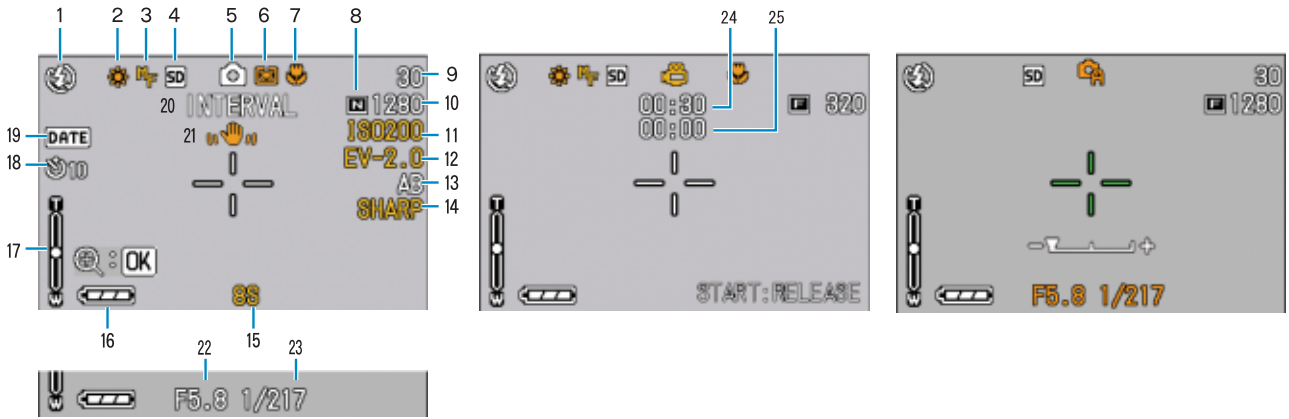 1 2 3 4 5 6 7 8
24 25
MF SD
30 9
20 INTERVAL
N 1280 10
19 DATE
21
ISO200 11
18 10
EV-2.0 12
AB 13
SHARP 14
T
17
: OK
W
8S
16 15
MF SD
00:30
00:00
F 320
T
W
START:RELEASE
SD A
30
F 1280
T
- +
W
F5.8 1/217
22 23
W
F5.8 1/217